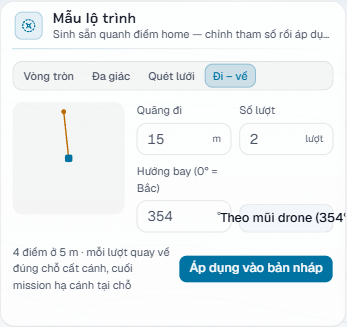 Mẫu lộ trình
Sinh sẵn quanh điểm home — chỉnh tham số rồi áp dụ...
Vòng tròn Đa giác Quét lưới Đi – về
Quãng đi Số lượt
15 m 2 lượt
Hướng bay (0° =
Bắc)
354 ° Theo mũi drone (354°
4 điểm ở 5 m · mỗi lượt quay về
đúng chỗ cất cánh, cuối
mission hạ cánh tại chỗ
Áp dụng vào bản nháp